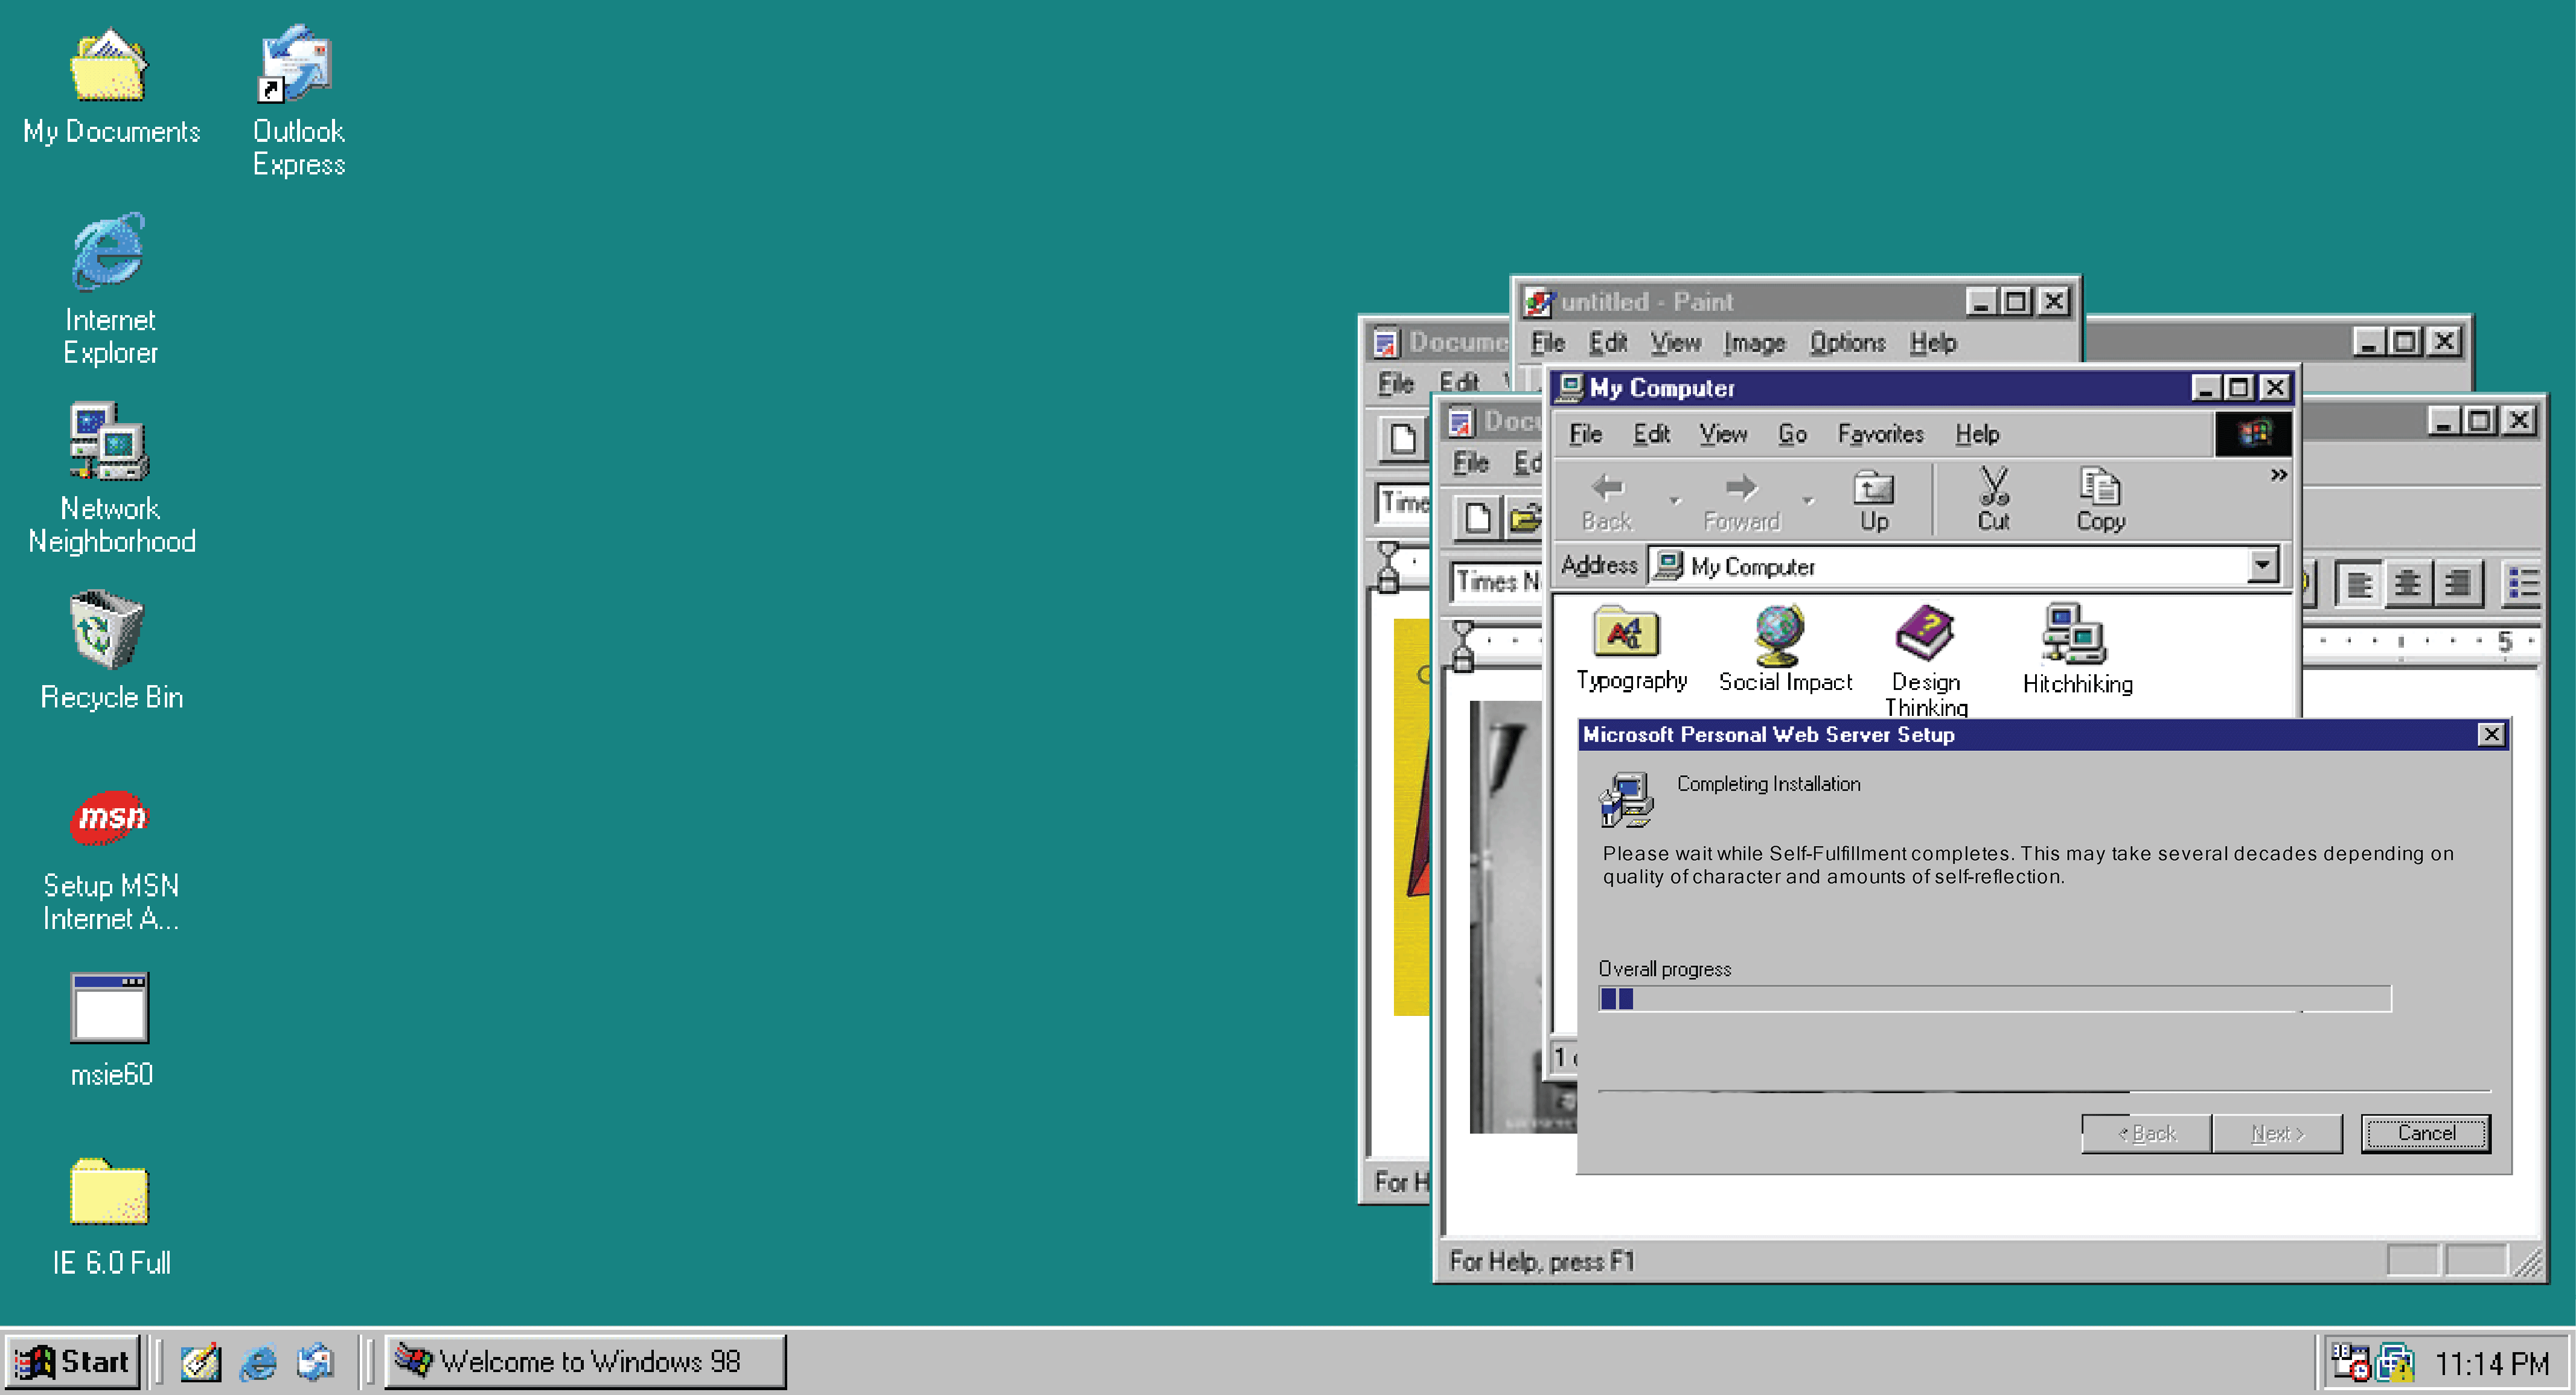 My Documents
Outlook
Express
Internet
Explorer
Network
Neighborhood
Recycle Bin
msn
Setup MSN
Internet A...
msie60
IE 6.0 Full
untitled - Paint
File Edit View Image Options Help
Docume
File Edit
Times
For H
Docu
File Ed
Times N
5
For Help, press F1
My Computer
File Edit View Go Favorites Help
Back Forward Up Cut Copy
Address My Computer
Typography
Social Impact
Design
Thinking
Hitchhiking
1
Microsoft Personal Web Server Setup
Completing Installation
Please wait while Self-Fulfillment completes. This may take several decades depending on
quality of character and amounts of self-reflection.
Overall progress
< Back Next > Cancel
Start
Welcome to Windows 98
11:14 PM